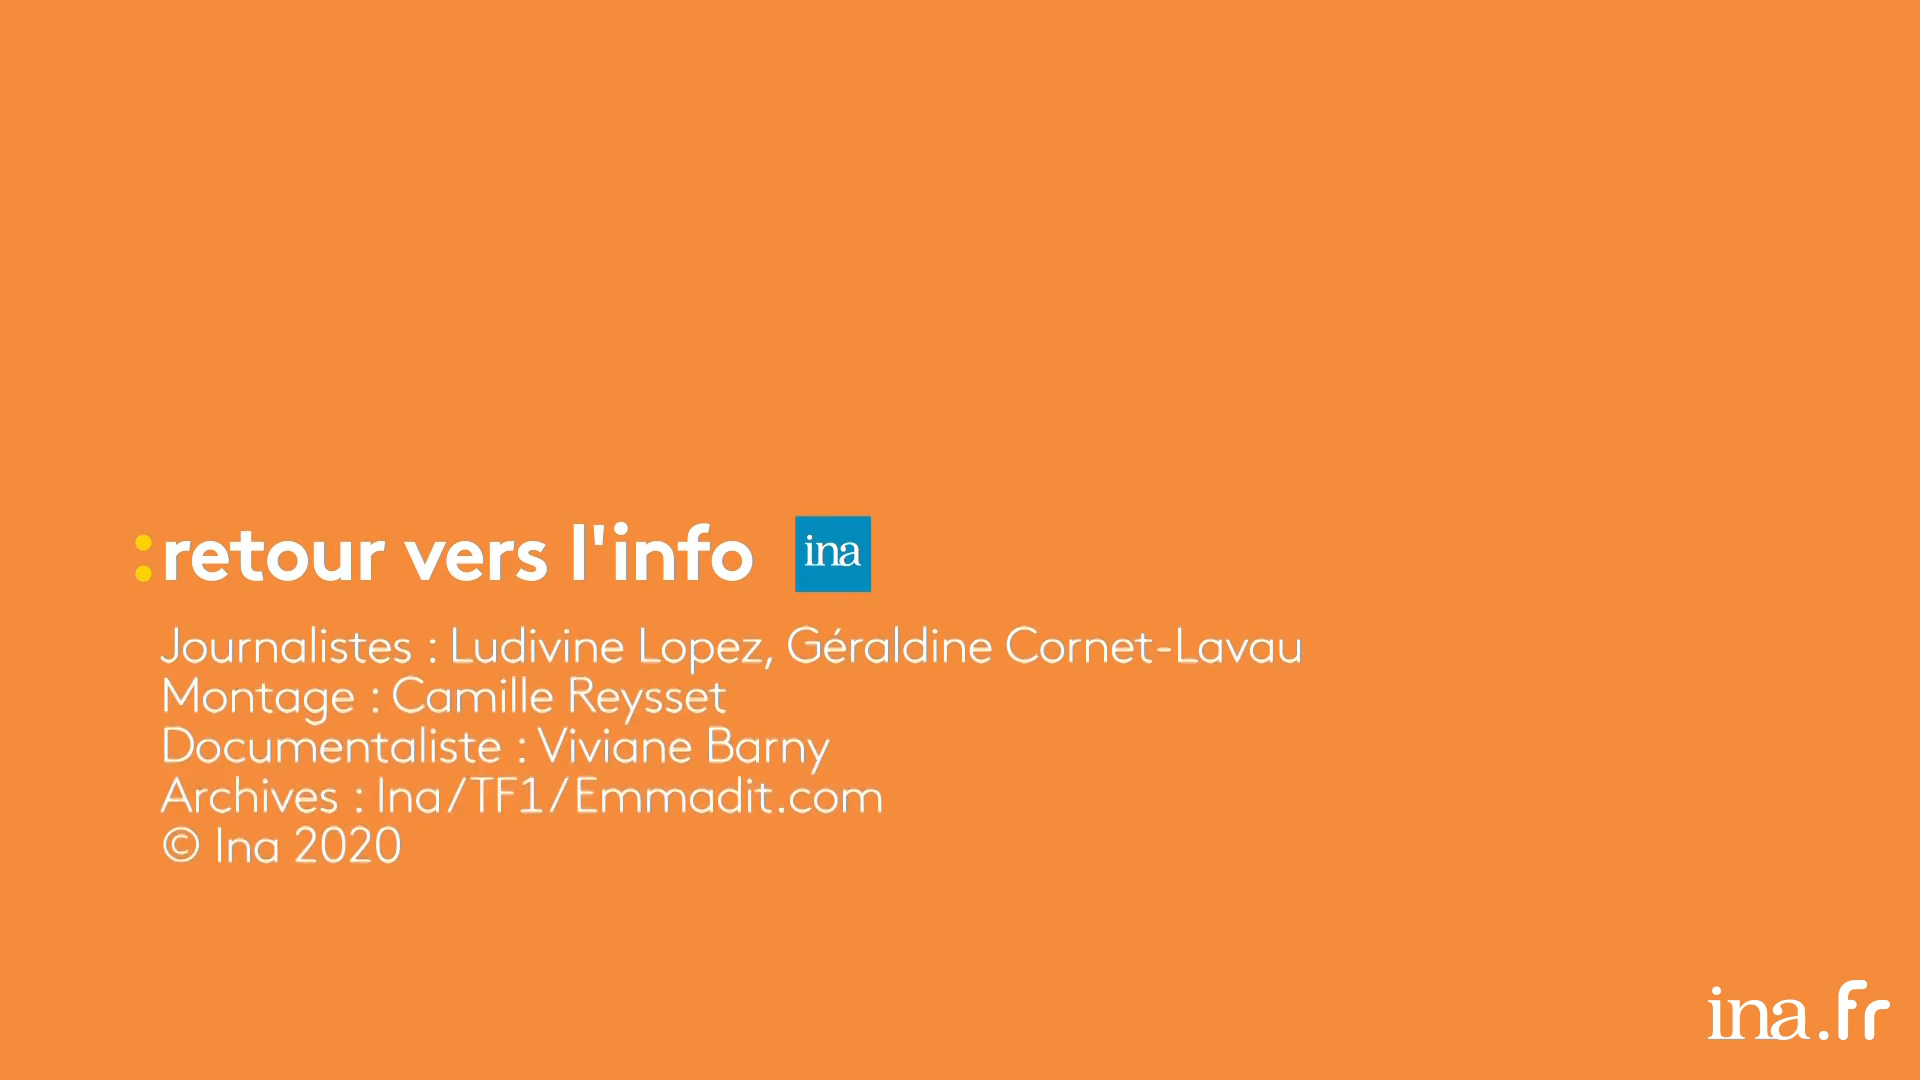 :retour vers l'info ina
Journalistes : Ludivine Lopez, Géraldine Cornet-Lavau
Montage : Camille Reysset
Documentaliste : Viviane Barny
Archives : Ina/TF1/Emmadit.com
© Ina 2020
ina.fr